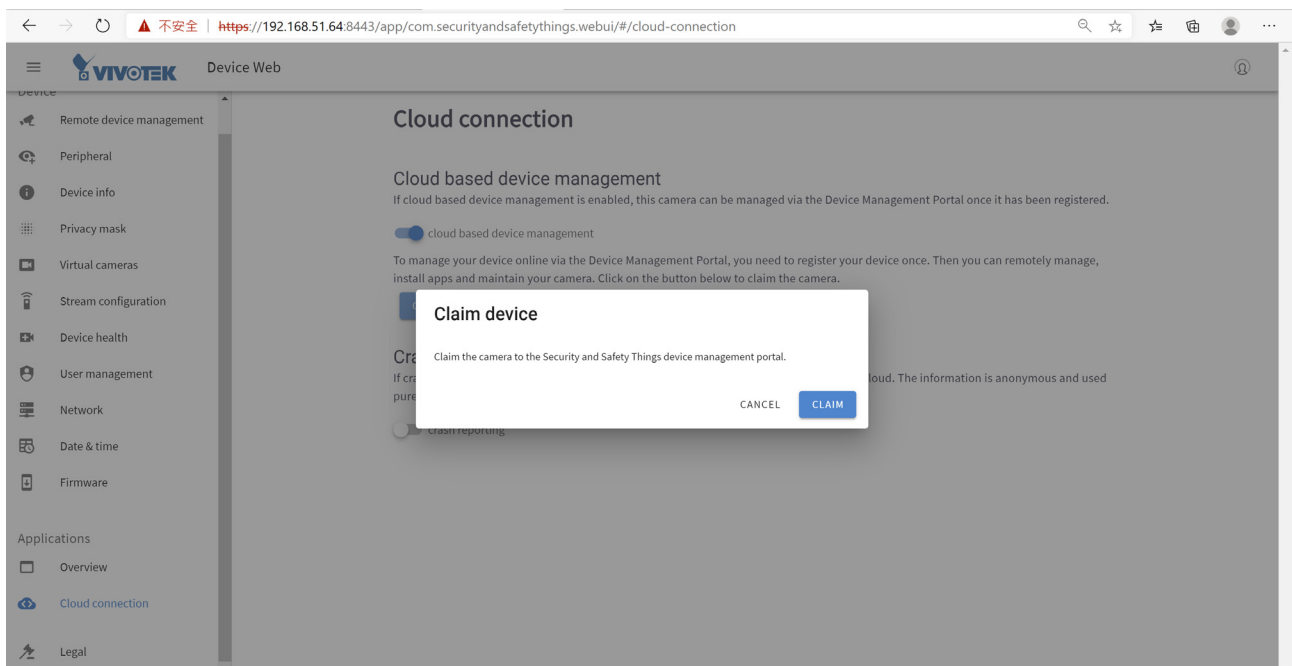 不安全 https://192.168.51.64:8443/app/com.securityandsafetythings.webui/#/cloud-connection
VIVOTEK Device Web
Device
Remote device management
Peripheral
Device info
Privacy mask
Virtual cameras
Stream configuration
Device health
User management
Network
Date & time
Firmware
Applications
Overview
Cloud connection
Legal
Cloud connection
Cloud based device management
If cloud based device management is enabled, this camera can be managed via the Device Management Portal once it has been registered.
cloud based device management
To manage your device online via the Device Management Portal, you need to register your device once. Then you can remotely manage,
install apps and maintain your camera. Click on the button below to claim the camera.
Claim device
Claim the camera to the Security and Safety Things device management portal.
CANCEL CLAIM
Cra
If cra loud. The information is anonymous and used
pure
crash reporting